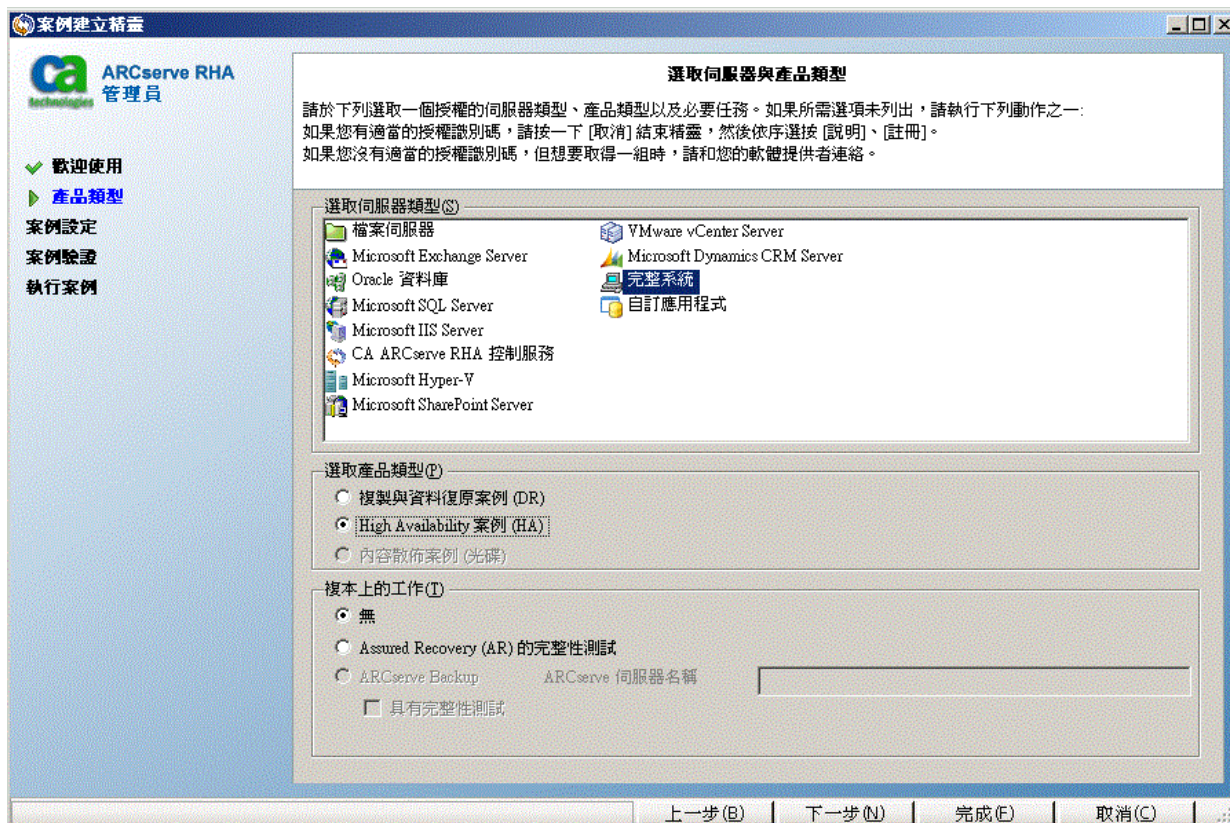 案例建立精靈
ca
technologies
ARCserve RHA
管理員
歡迎使用
產品類型
案例設定
案例驗證
執行案例
選取伺服器與產品類型
請於下列選取一個授權的伺服器類型、產品類型以及必要任務。如果所需選項未列出，請執行下列動作之一:
如果您有適當的授權識別碼，請按一下 [取消] 結束精靈，然後依序選按 [說明]、[註冊]。
如果您沒有適當的授權識別碼，但想要取得一組時，請和您的軟體提供者連絡。
選取伺服器類型(S)
檔案伺服器
Microsoft Exchange Server
Oracle 資料庫
Microsoft SQL Server
Microsoft IIS Server
CA ARCserve RHA 控制服務
Microsoft Hyper-V
Microsoft SharePoint Server
VMware vCenter Server
Microsoft Dynamics CRM Server
完整系統
自訂應用程式
選取產品類型(P)
複製與資料復原案例 (DR)
High Availability 案例 (HA)
內容散佈案例 (光碟)
複本上的工作(T)
無
Assured Recovery (AR) 的完整性測試
ARCserve Backup ARCserve 伺服器名稱
具有完整性測試
上一步(B) 下一步(N) 完成(F) 取消(C)